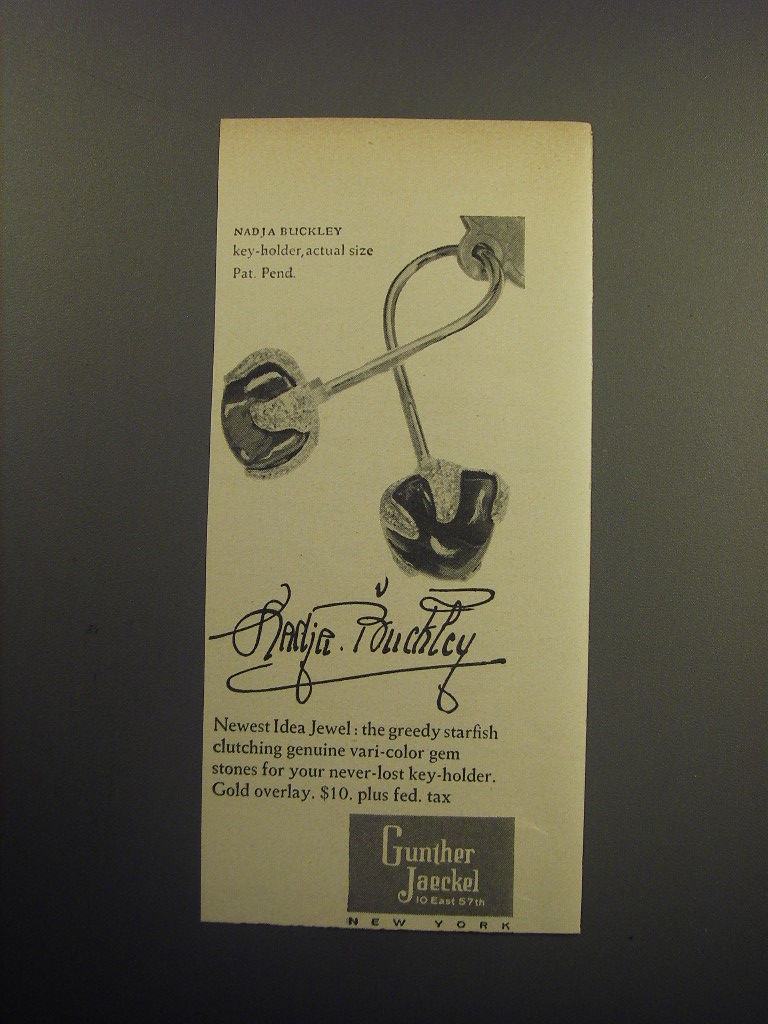 NADJA BUCKLEY
key-holder, actual size
Pat. Pend.
Nadja Buckley
Newest Idea Jewel: the greedy starfish
clutching genuine vari-color gem
stones for your never-lost key-holder.
Gold overlay. $10. plus fed. tax
Gunther
Jaeckel
10 East 57th
NEW YORK